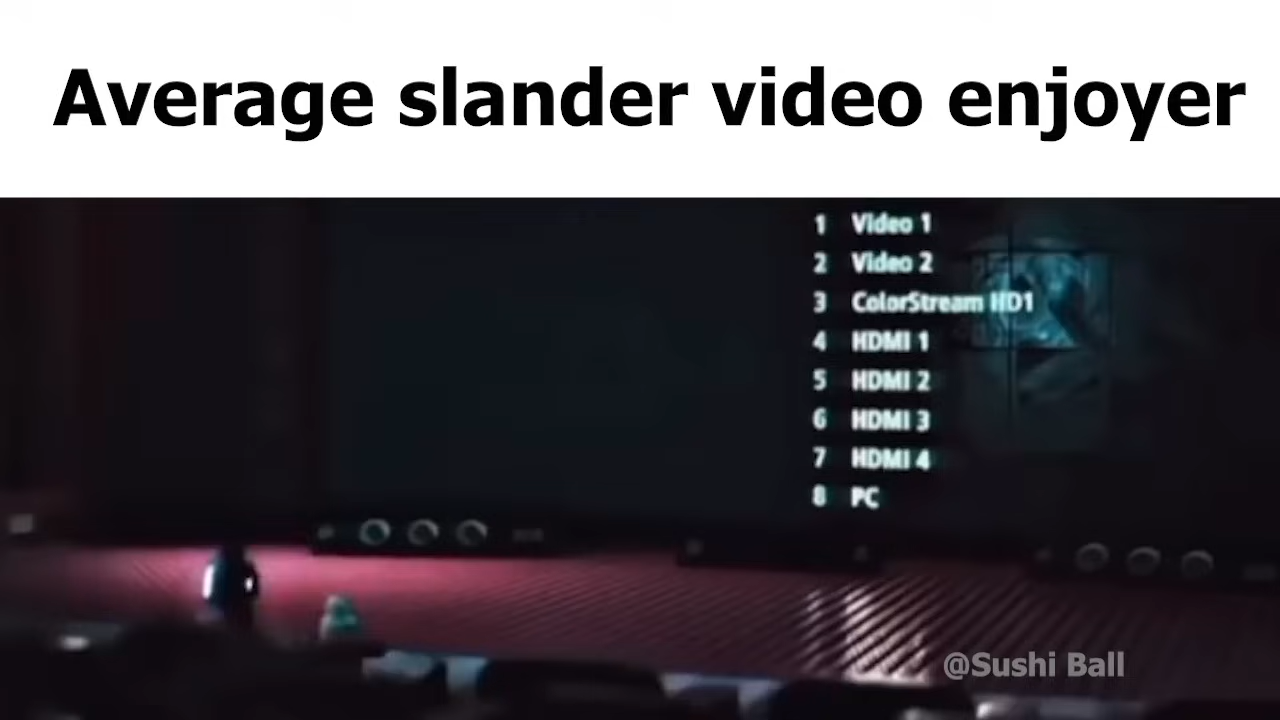 Average slander video enjoyer
1 Video 1
2 Video 2
3 ColorStream HD1
4 HDMI 1
5 HDMI 2
6 HDMI 3
7 HDMI 4
8 PC
@Sushi Ball